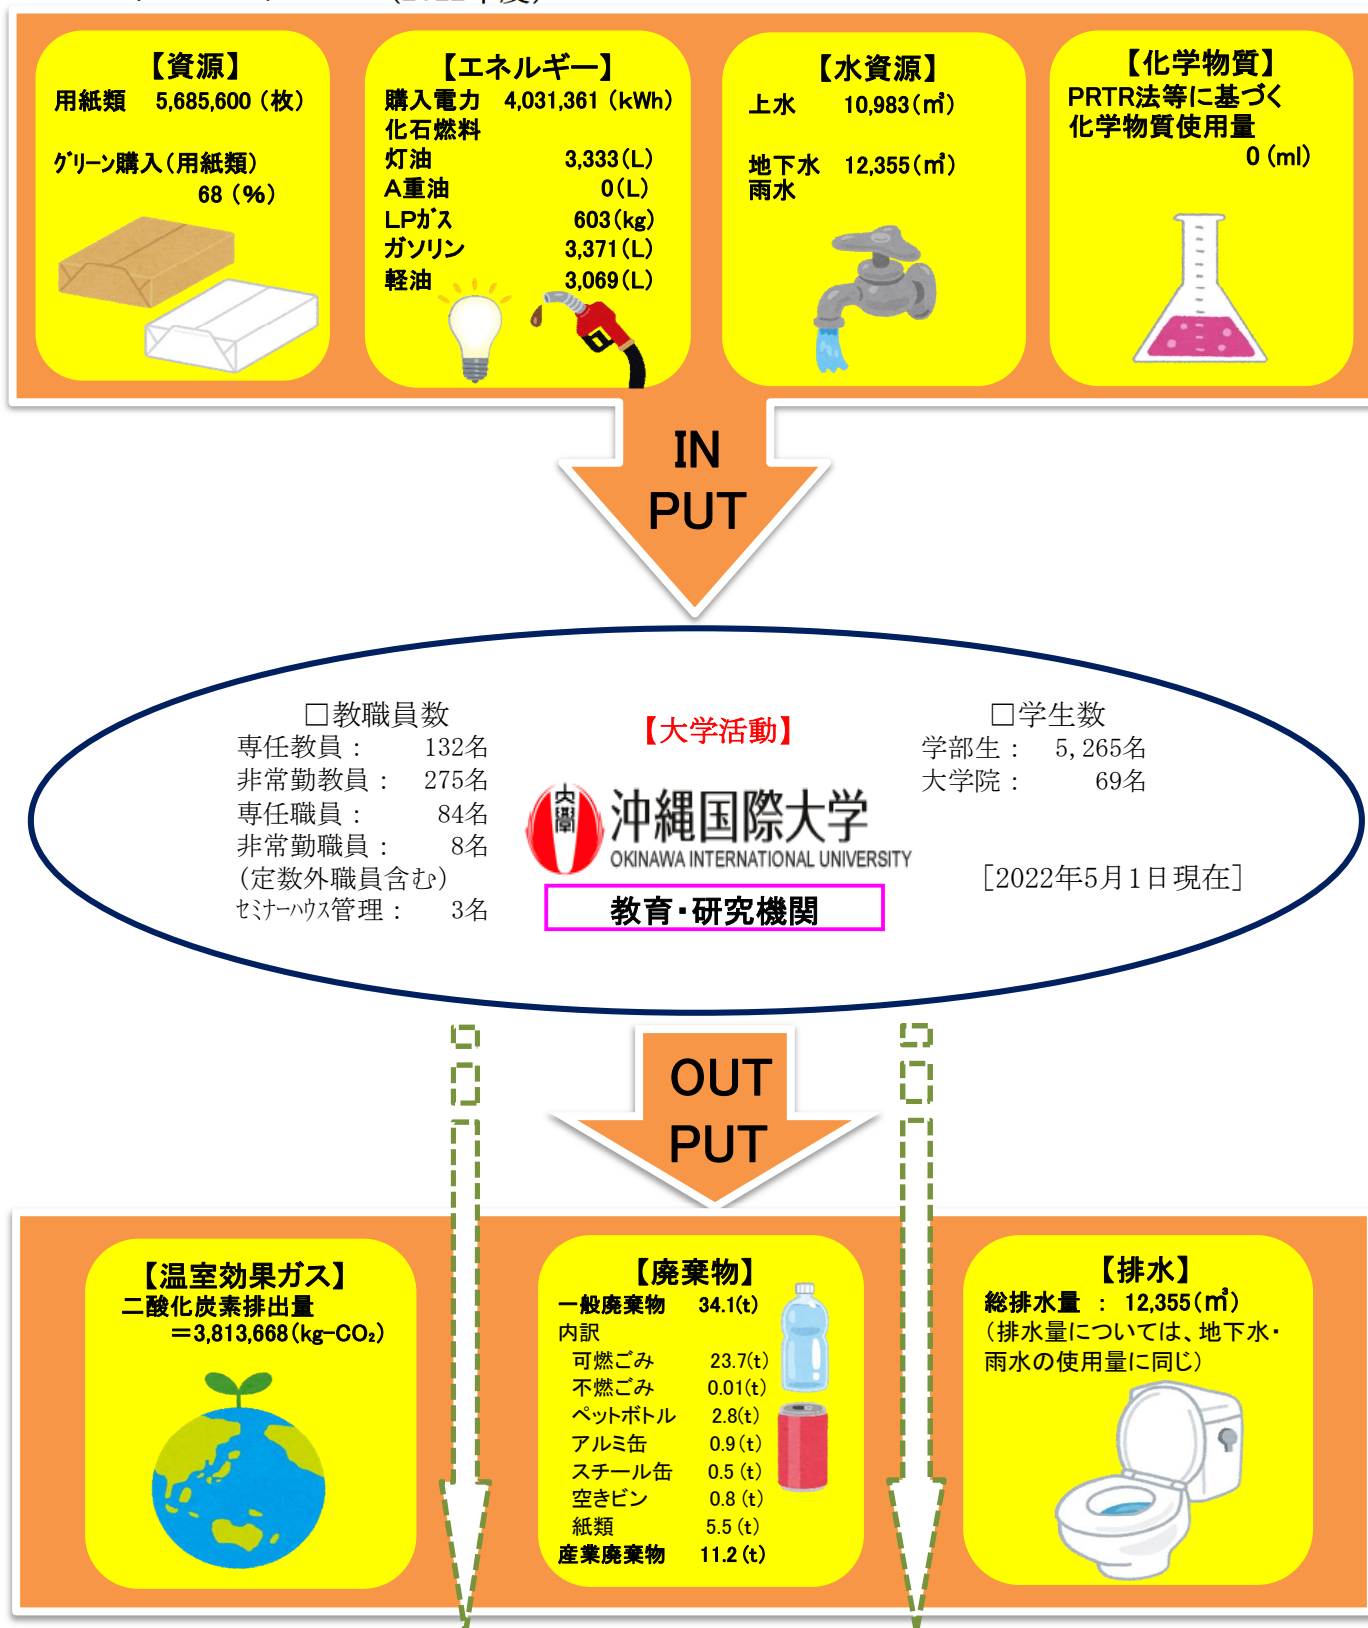 (2022年度)
【資源】
用紙類 5,685,600(枚)
グリーン購入(用紙類)
68(%)
【エネルギー】
購入電力 4,031,361(kWh)
化石燃料
灯油 3,333(L)
A重油 0(L)
LPガス 603(kg)
ガソリン 3,371(L)
軽油 3,069(L)
【水資源】
上水 10,983(㎥)
地下水 12,355(㎥)
雨水
【化学物質】
PRTR法等に基づく
化学物質使用量
0(ml)
IN
PUT
□教職員数
専任教員: 132名
非常勤教員: 275名
専任職員: 84名
非常勤職員: 8名
(定数外職員含む)
セミナーハウス管理: 3名
【大学活動】
大學
沖縄国際大学
OKINAWA INTERNATIONAL UNIVERSITY
教育・研究機関
□学生数
学部生: 5,265名
大学院: 69名
[2022年5月1日現在]
OUT
PUT
【温室効果ガス】
二酸化炭素排出量
=3,813,668(kg-CO₂)
【廃棄物】
一般廃棄物 34.1(t)
内訳
可燃ごみ 23.7(t)
不燃ごみ 0.01(t)
ペットボトル 2.8(t)
アルミ缶 0.9(t)
スチール缶 0.5(t)
空きビン 0.8(t)
紙類 5.5(t)
産業廃棄物 11.2(t)
【排水】
総排水量 : 12,355(㎥)
(排水量については、地下水・
雨水の使用量に同じ)